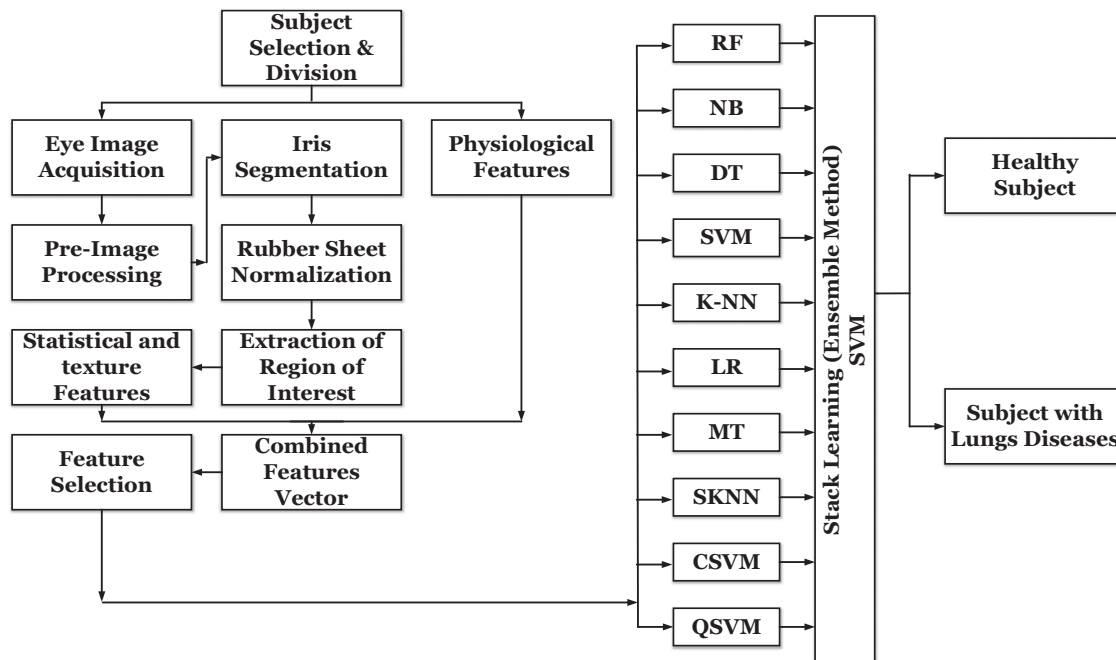 Subject
Selection &
Division
Eye Image
Acquisition
Iris
Segmentation
Physiological
Features
Pre-Image
Processing
Rubber Sheet
Normalization
Statistical and
texture
Features
Extraction of
Region of
Interest
Feature
Selection
Combined
Features
Vector
RF
NB
DT
SVM
K-NN
LR
MT
SKNN
CSVM
QSVM
Stack Learning (Ensemble Method)
SVM
Healthy
Subject
Subject with
Lungs Diseases